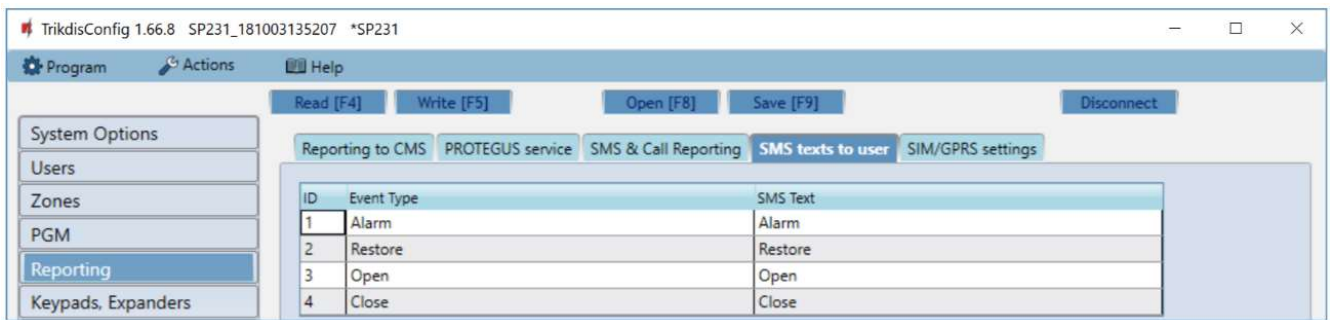 TrikdisConfig 1.66.8 SP231_181003135207 *SP231
Program Actions Help
Read [F4] Write [F5] Open [F8] Save [F9] Disconnect
System Options
Users
Zones
PGM
Reporting
Keypads, Expanders
Reporting to CMS PROTEGUS service SMS & Call Reporting SMS texts to user SIM/GPRS settings
ID Event Type SMS Text
1 Alarm Alarm
2 Restore Restore
3 Open Open
4 Close Close